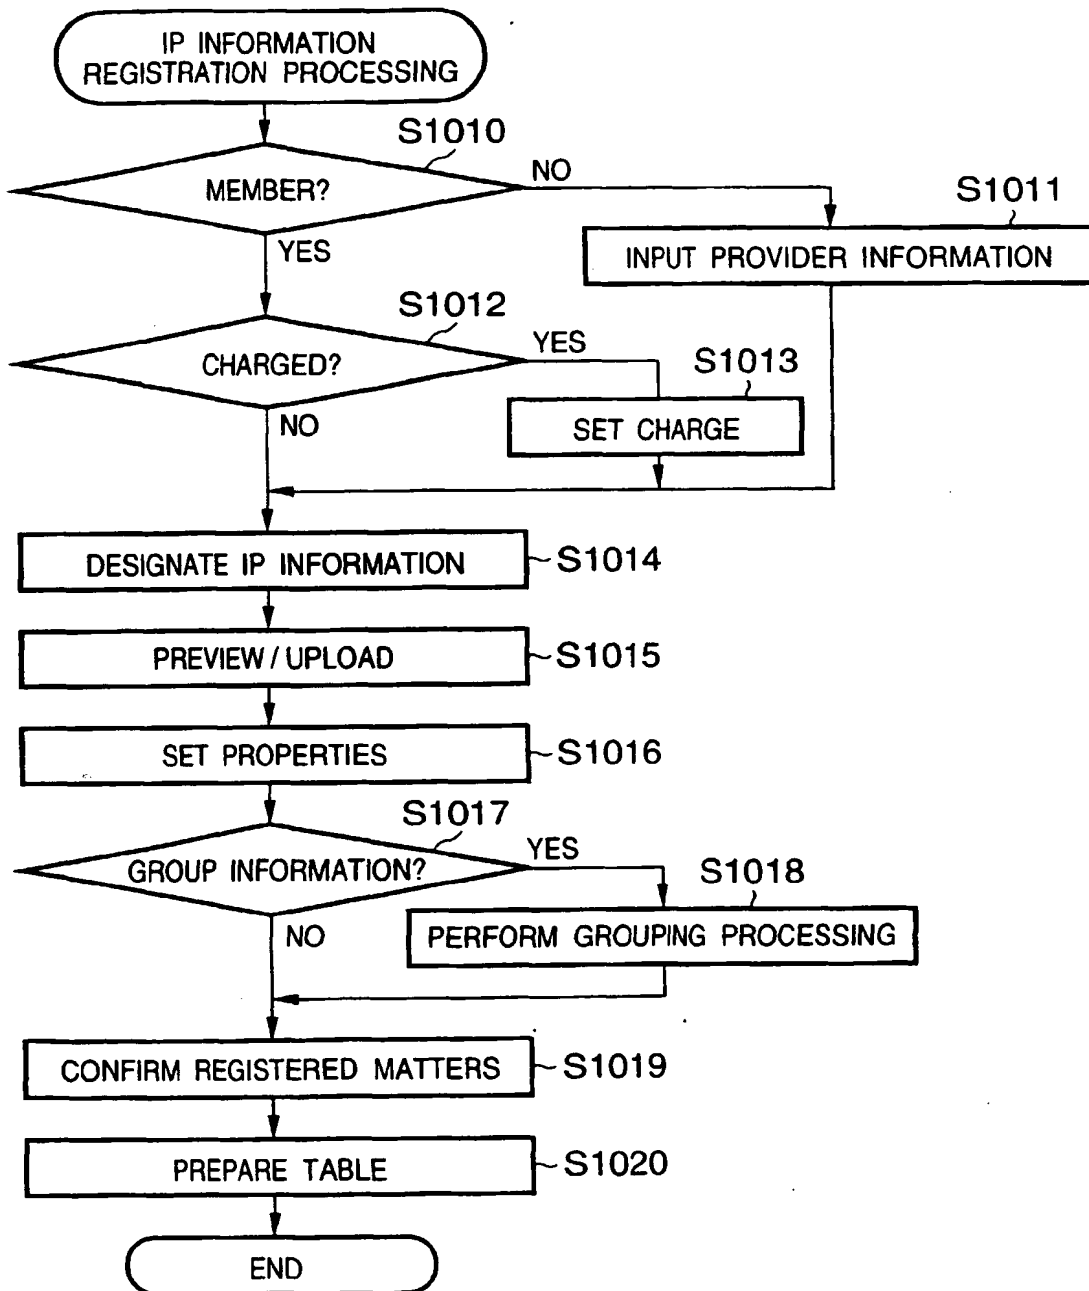 IP INFORMATION
REGISTRATION PROCESSING
S1010
MEMBER?
NO
YES
S1011
INPUT PROVIDER INFORMATION
S1012
CHARGED?
YES
NO
S1013
SET CHARGE
DESIGNATE IP INFORMATION
S1014
PREVIEW / UPLOAD
S1015
SET PROPERTIES
S1016
S1017
GROUP INFORMATION?
YES
NO
S1018
PERFORM GROUPING PROCESSING
CONFIRM REGISTERED MATTERS
S1019
PREPARE TABLE
S1020
END